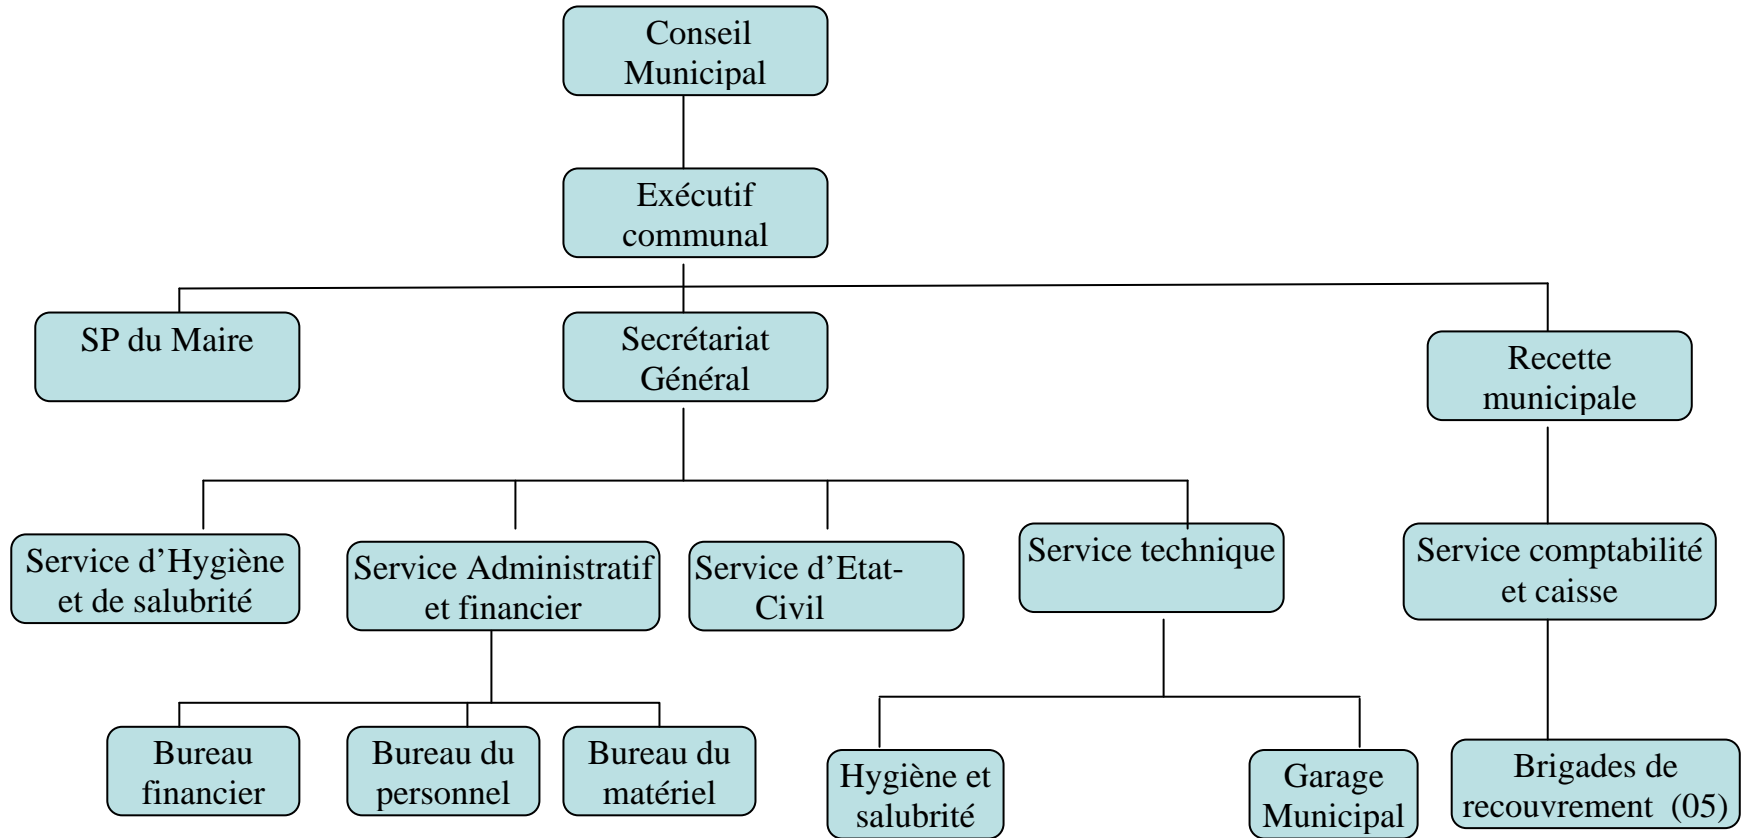 Conseil
Municipal
Exécutif
communal
SP du Maire
Secrétariat
Général
Recette
municipale
Service d’Hygiène
et de salubrité
Service Administratif
et financier
Service d’Etat-
Civil
Service technique
Service comptabilité
et caisse
Bureau
financier
Bureau du
personnel
Bureau du
matériel
Hygiène et
salubrité
Garage
Municipal
Brigades de
recouvrement (05)